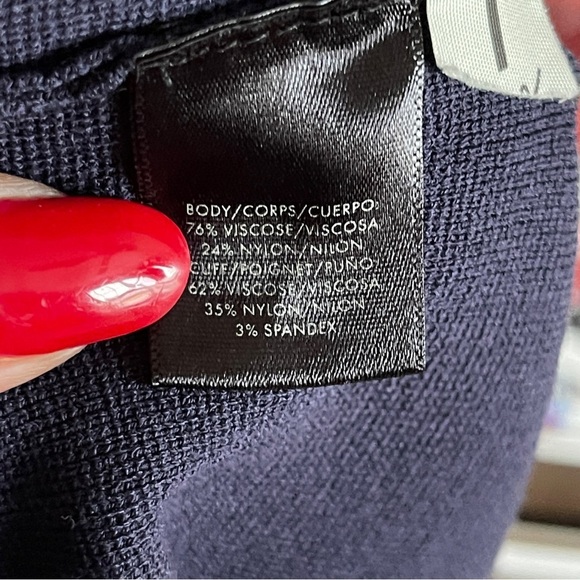 BODY/CORPS/CUERPO:
76% VISCOSE/VISCOSA
24% NYLON/NILON
CUFF/POIGNET/PUNO:
62% VISCOSE/VISCOSA
35% NYLON/NILON
3% SPANDEX